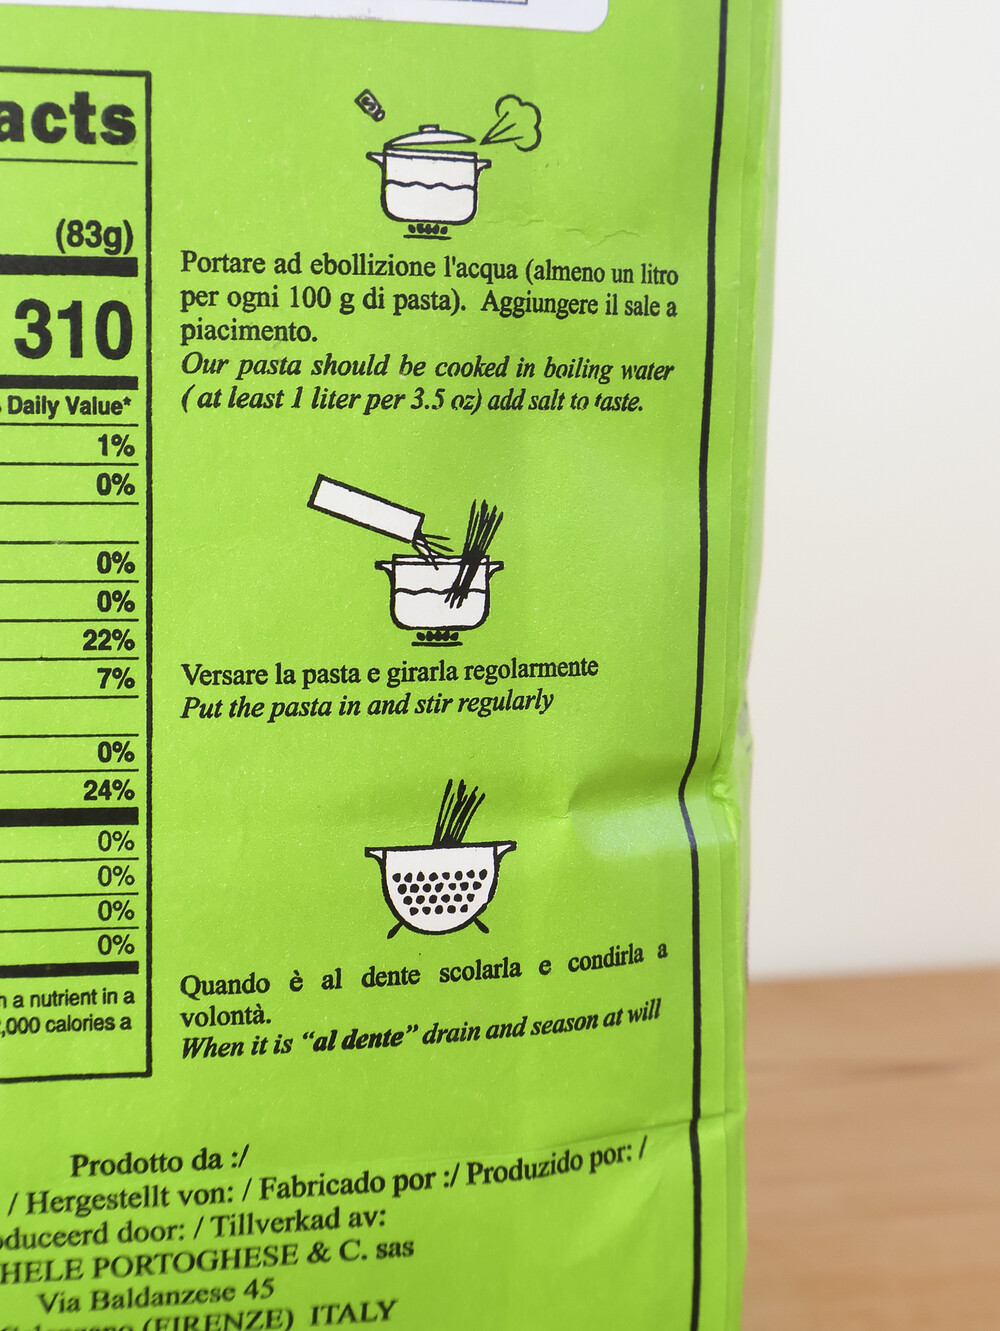 (83g)
310
Daily Value*
1%
0%
0%
0%
22%
7%
0%
24%
0%
0%
0%
0%
a nutrient in a
,000 calories a
Portare ad ebollizione l'acqua (almeno un litro
per ogni 100 g di pasta). Aggiungere il sale a
piacimento.
Our pasta should be cooked in boiling water
( at least 1 liter per 3.5 oz) add salt to taste.
Versare la pasta e girarla regolarmente
Put the pasta in and stir regularly
Quando è al dente scolarla e condirla a
volontà.
When it is “al dente” drain and season at will
Prodotto da :/
/ Hergestellt von: / Fabricado por :/ Produzido por: /
door: / Tillverkad av:
PORTOGHESE & C. sas
Via Baldanzese 45
(FIRENZE) ITALY